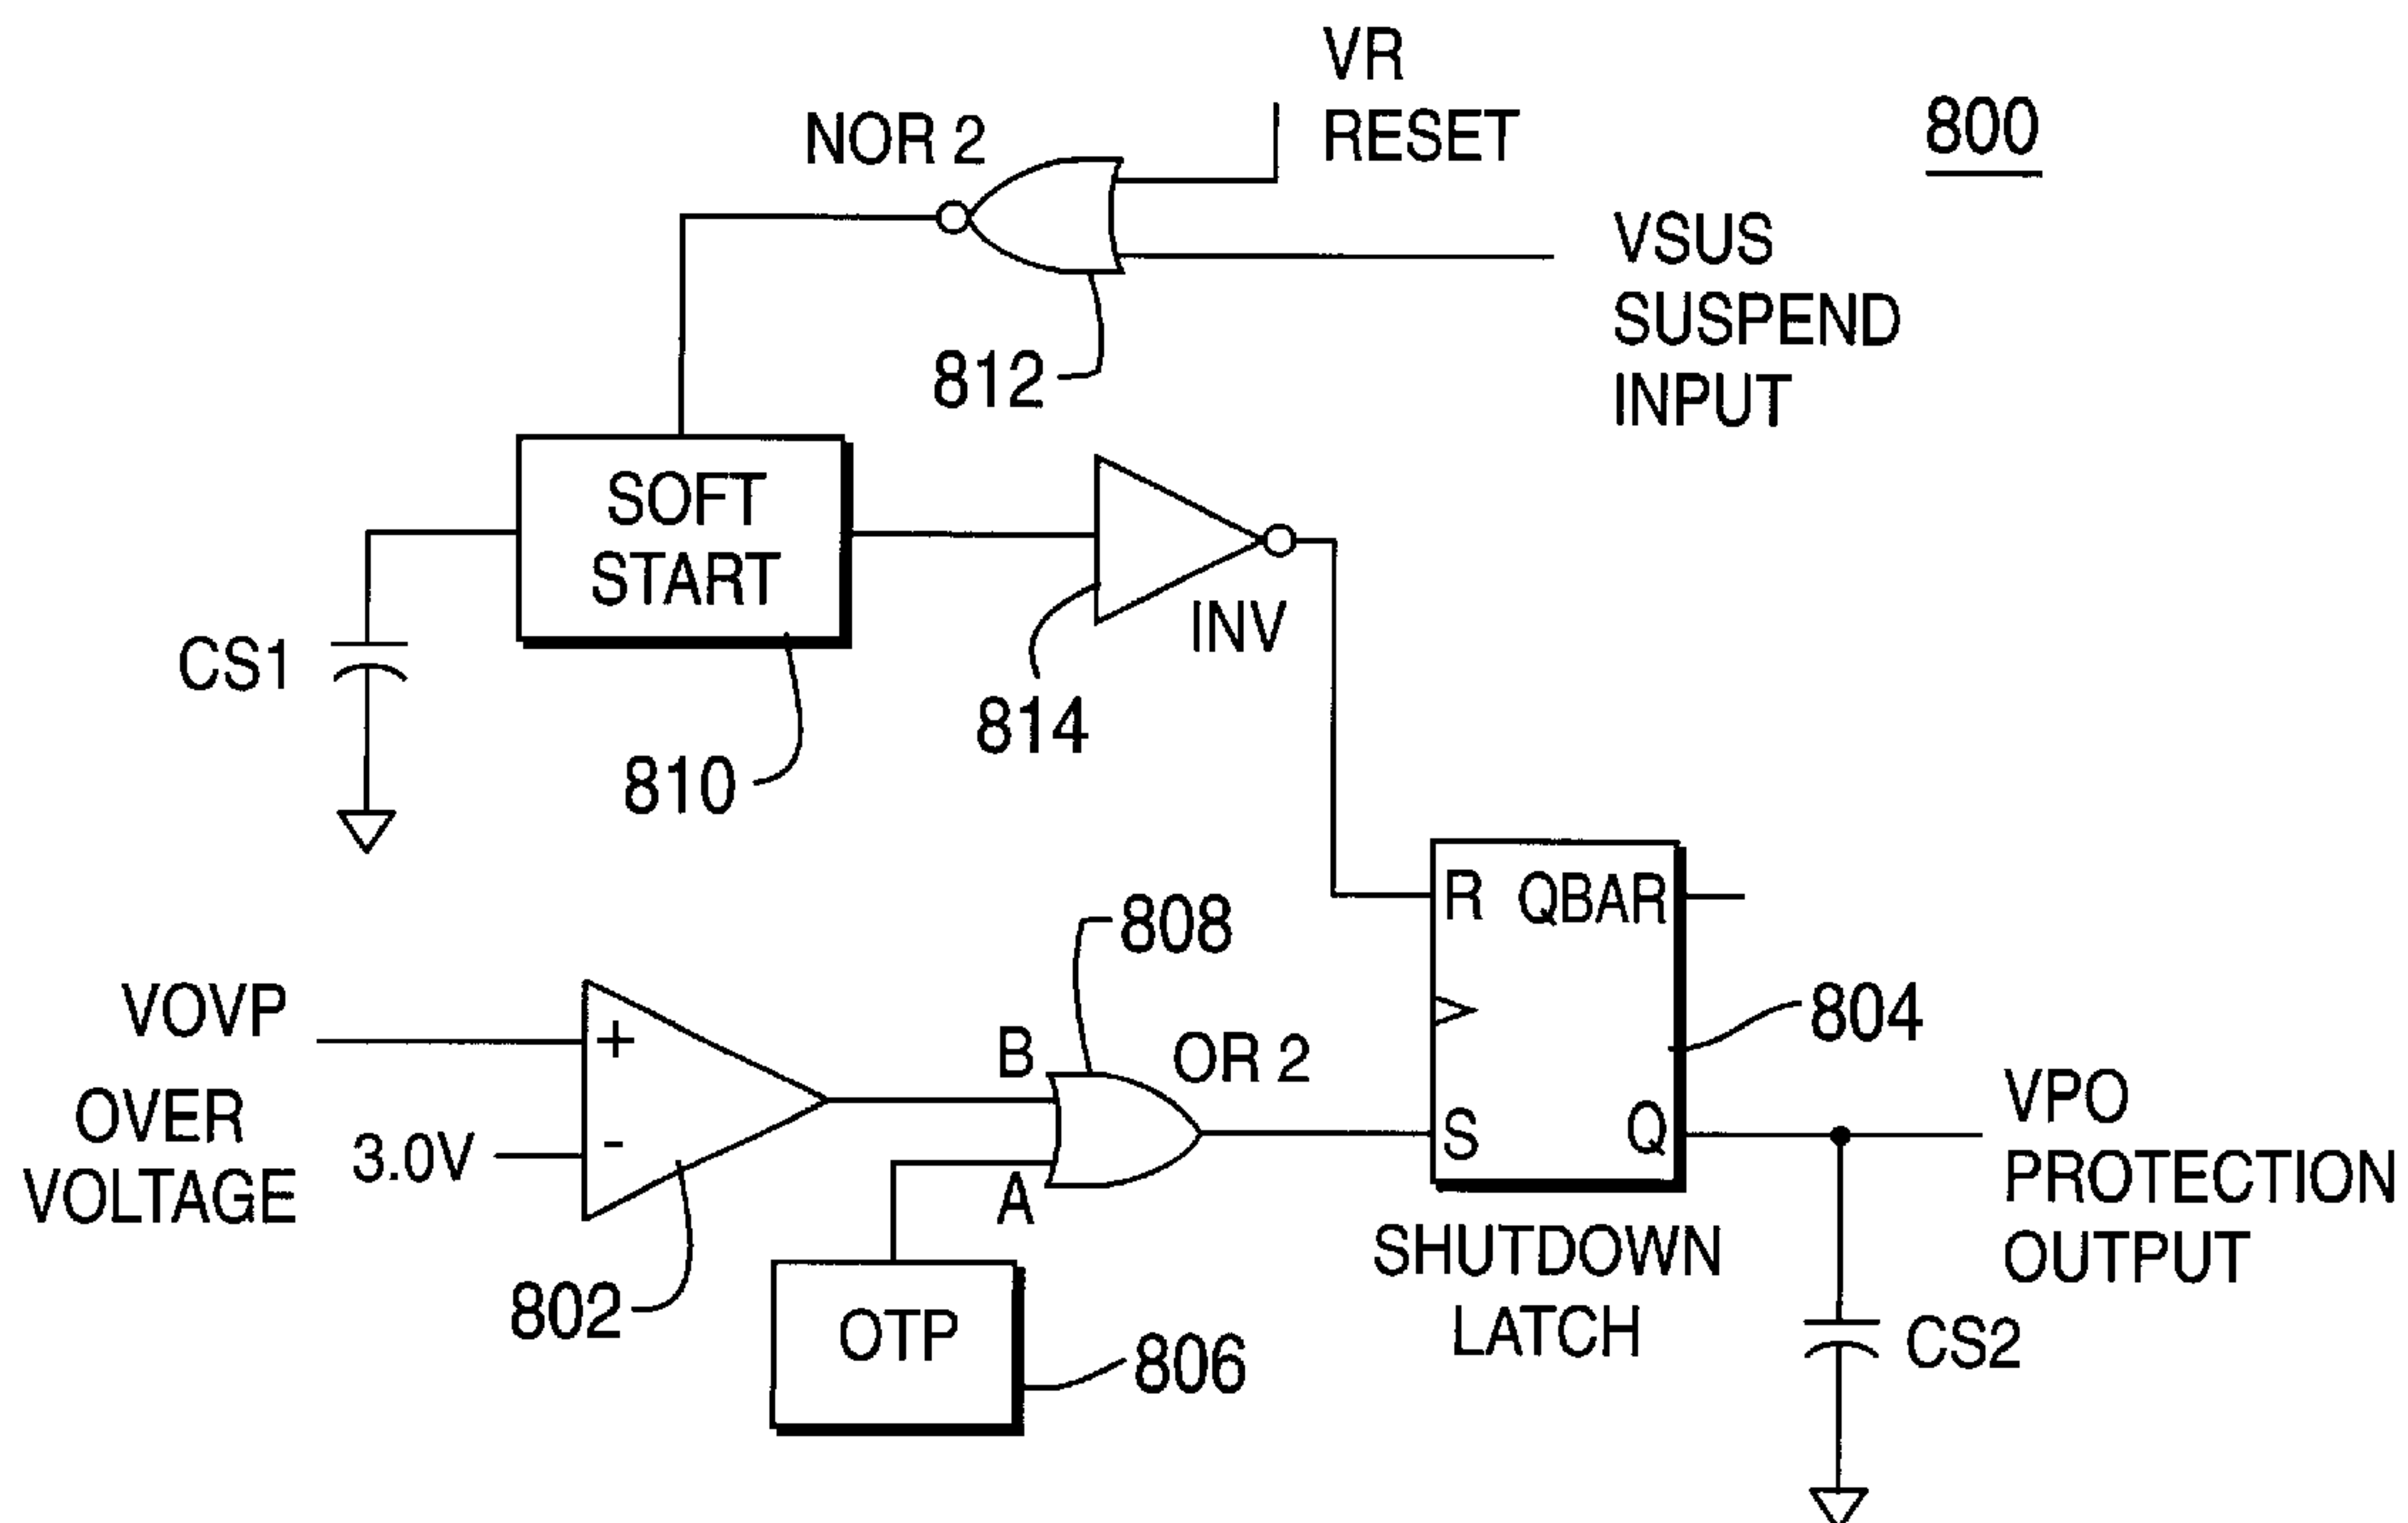 VR
RESET
NOR 2
800
VSUS
SUSPEND
INPUT
812
SOFT
START
INV
CS1
814
810
R QBAR
808
VOVP
+
804
B
OR 2
OVER
VOLTAGE
3.0V
-
S Q
VPO
PROTECTION
OUTPUT
A
SHUTDOWN
LATCH
802
OTP
806
CS2